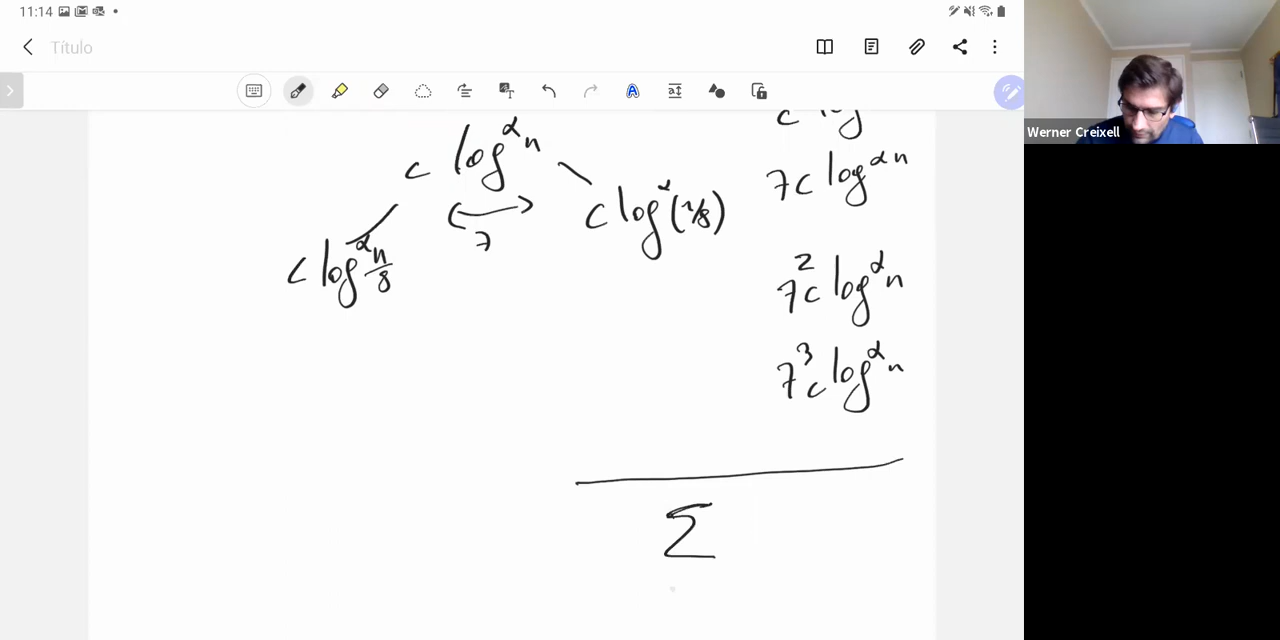 11:14
Título
Werner Creixell
c log
c log^α n
7c log^α n
c log^α n/8
7
c log^α (n/8)
7^2 c log^α n
7^3 c log^α n
Σ